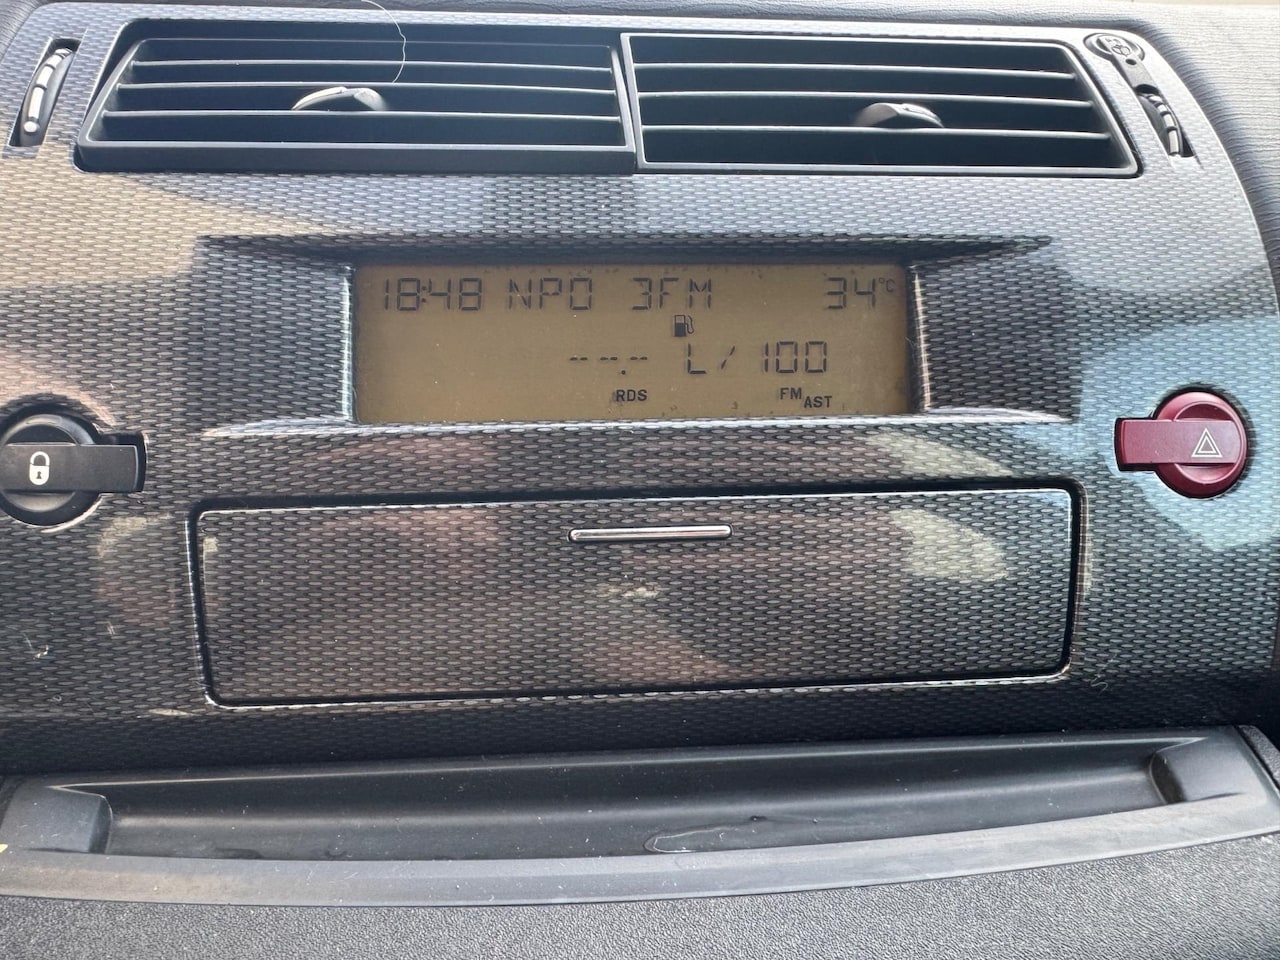 18:48 NPO 3FM 34°C
--.- L/100
RDS FM AST